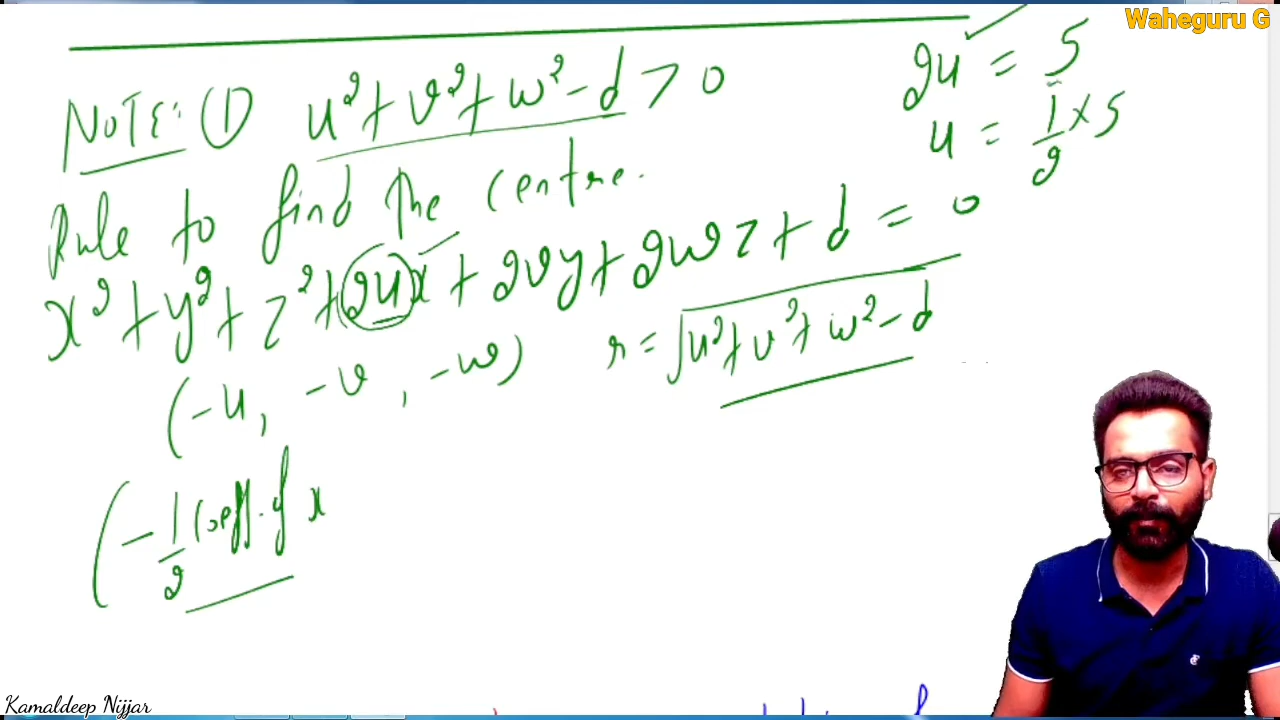 Waheguru G
NOTE: (1) u² + v² + w² - d > 0
2u = 5
u = 1/2 × 5
Rule to find the centre.
x² + y² + z² + 2ux + 2vy + 2wz + d = 0
(-u, -v, -w) r = √u² + v² + w² - d
(-1/2 coeff. of x
Kamaldeep Nijjar